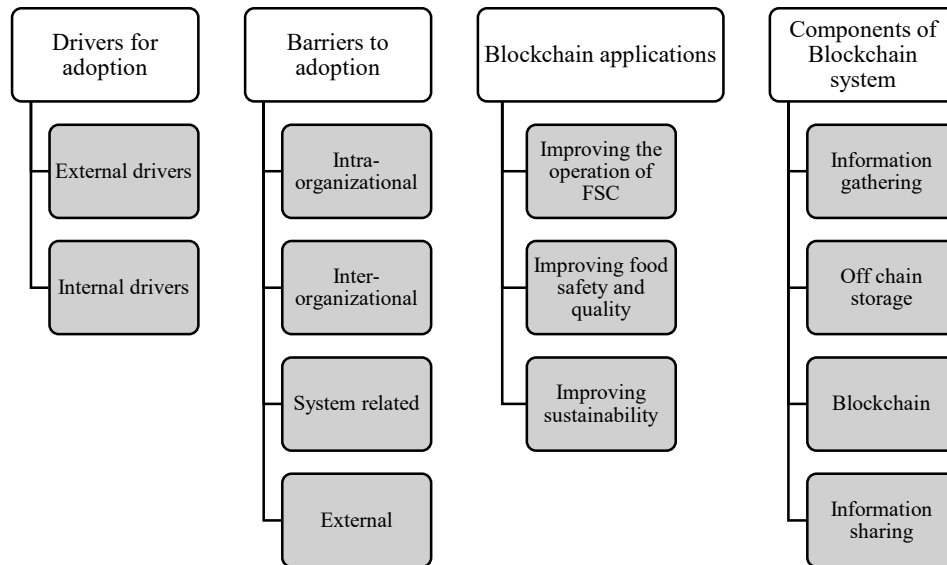 Drivers for
adoption
External drivers
Internal drivers
Barriers to
adoption
Intra-
organizational
Inter-
organizational
System related
External
Blockchain applications
Improving the
operation of
FSC
Improving food
safety and
quality
Improving
sustainability
Components of
Blockchain
system
Information
gathering
Off chain
storage
Blockchain
Information
sharing